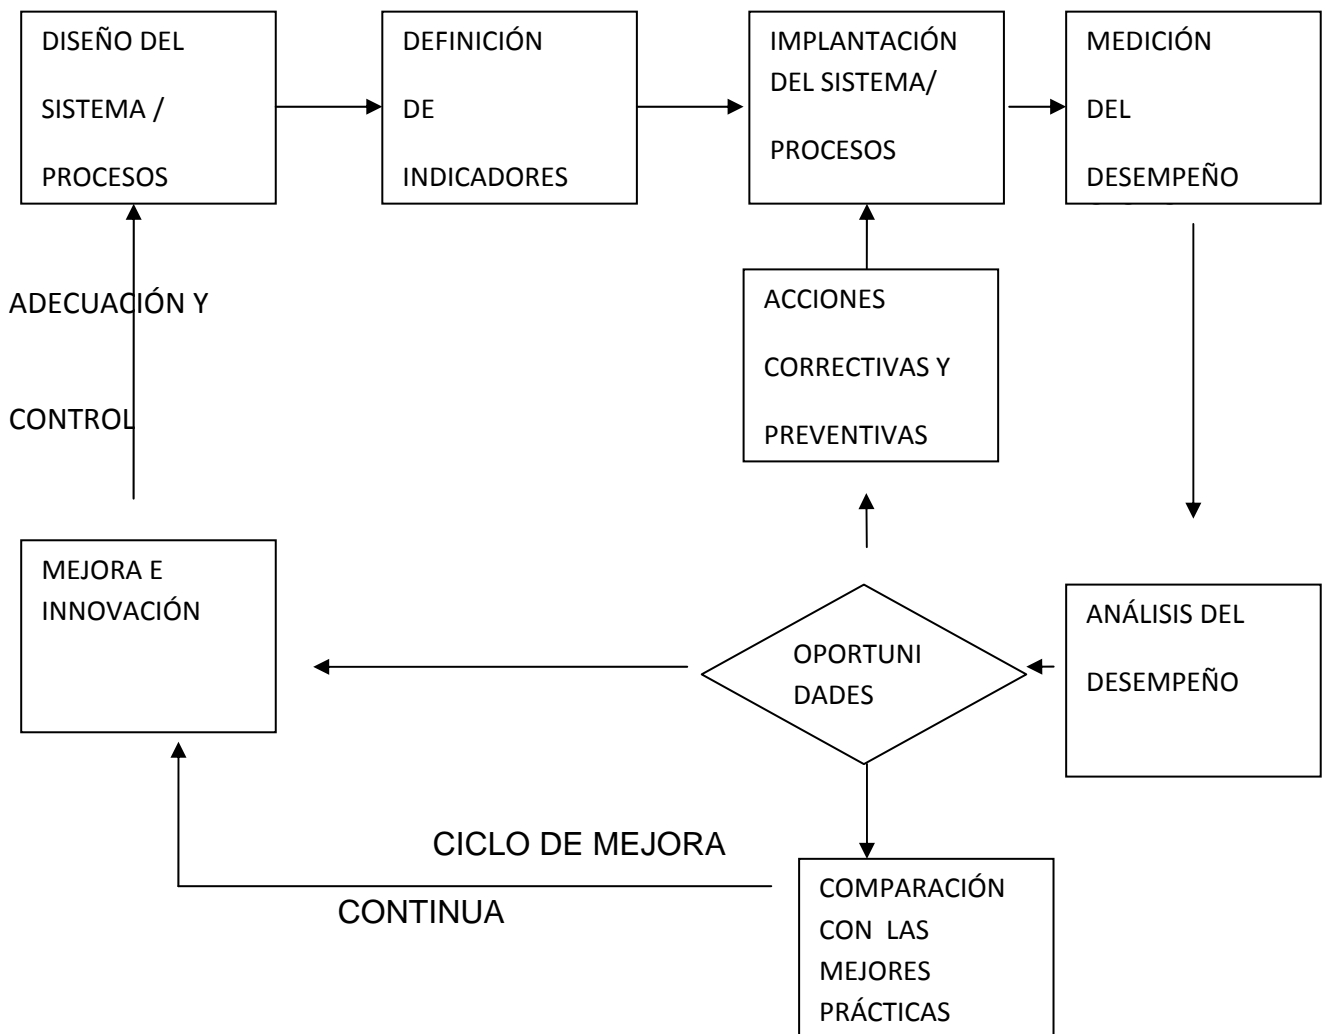 DISEÑO DEL
SISTEMA /
PROCESOS
DEFINICIÓN
DE
INDICADORES
IMPLANTACIÓN
DEL SISTEMA/
PROCESOS
MEDICIÓN
DEL
DESEMPEÑO
ADECUACIÓN Y
CONTROL
ACCIONES
CORRECTIVAS Y
PREVENTIVAS
MEJORA E
INNOVACIÓN
OPORTUNI
DADES
ANÁLISIS DEL
DESEMPEÑO
CICLO DE MEJORA
CONTINUA
COMPARACIÓN
CON LAS
MEJORES
PRÁCTICAS